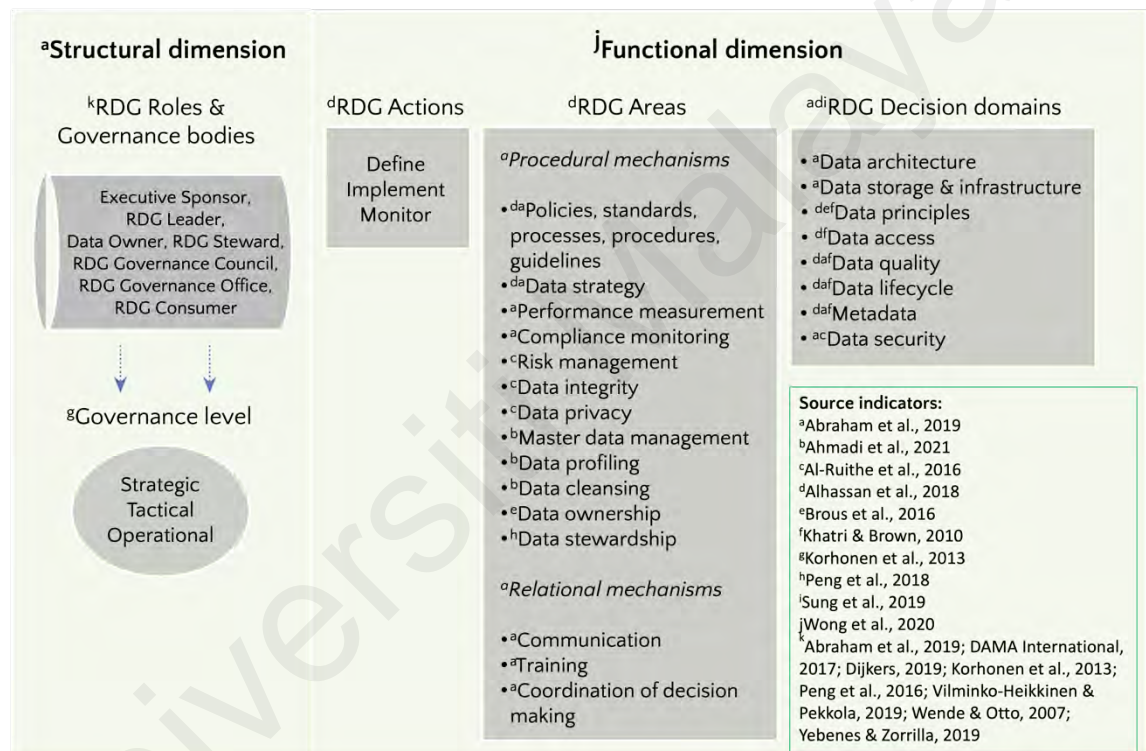 ᵃStructural dimension
ᵏRDG Roles &
Governance bodies
Executive Sponsor,
RDG Leader,
Data Owner, RDG Steward,
RDG Governance Council,
RDG Governance Office,
RDG Consumer
ᵍGovernance level
Strategic
Tactical
Operational
ʲFunctional dimension
ᵈRDG Actions
Define
Implement
Monitor
ᵈRDG Areas
ᵃProcedural mechanisms
•ᵈᵃPolicies, standards,
processes, procedures,
guidelines
•ᵈᵃData strategy
•ᵃPerformance measurement
•ᵃCompliance monitoring
•ᶜRisk management
•ᶜData integrity
•ᶜData privacy
•ᵇMaster data management
•ᵇData profiling
•ᵇData cleansing
•ᵉData ownership
•ʰData stewardship
ᵃRelational mechanisms
•ᵃCommunication
•ᵃTraining
•ᵃCoordination of decision
making
ᵃᵈⁱRDG Decision domains
• ᵃData architecture
• ᵃData storage & infrastructure
• ᵈᵉᶠData principles
• ᵈᶠData access
• ᵈᵃᶠData quality
• ᵈᵃᶠData lifecycle
• ᵈᵃᶠMetadata
• ᵃᶜData security
Source indicators:
ᵃAbraham et al., 2019
ᵇAhmadi et al., 2021
ᶜAl-Ruithe et al., 2016
ᵈAlhassan et al., 2018
ᵉBrous et al., 2016
ᶠKhatri & Brown, 2010
ᵍKorhonen et al., 2013
ʰPeng et al., 2018
ⁱSung et al., 2019
ʲWong et al., 2020
ᵏAbraham et al., 2019; DAMA International,
2017; Dijkers, 2019; Korhonen et al., 2013;
Peng et al., 2016; Vilminko-Heikkinen &
Pekkola, 2019; Wende & Otto, 2007;
Yebenes & Zorrilla, 2019